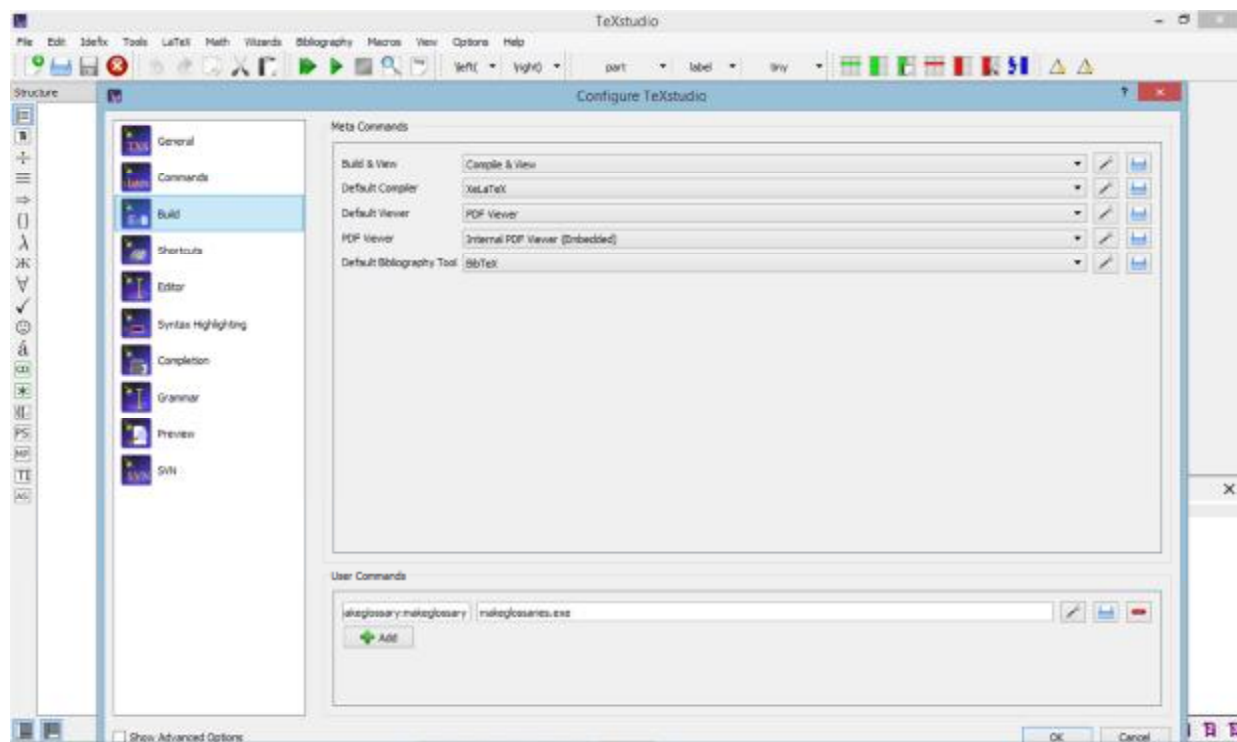 TeXstudio
File Edit Idefix Tools LaTeX Math Wizards Bibliography Macros View Options Help
\left( \right) part label tiny
Structure
Configure TeXstudio
General
Commands
Build
Shortcuts
Editor
Syntax Highlighting
Completion
Grammar
Preview
SVN
Meta Commands
Build & View Compile & View
Default Compiler XeLaTeX
Default Viewer PDF Viewer
PDF Viewer Internal PDF Viewer (Embedded)
Default Bibliography Tool BibTeX
User Commands
akeglossary:makeglossary makeglossaries.exe
Add
Show Advanced Options
OK Cancel